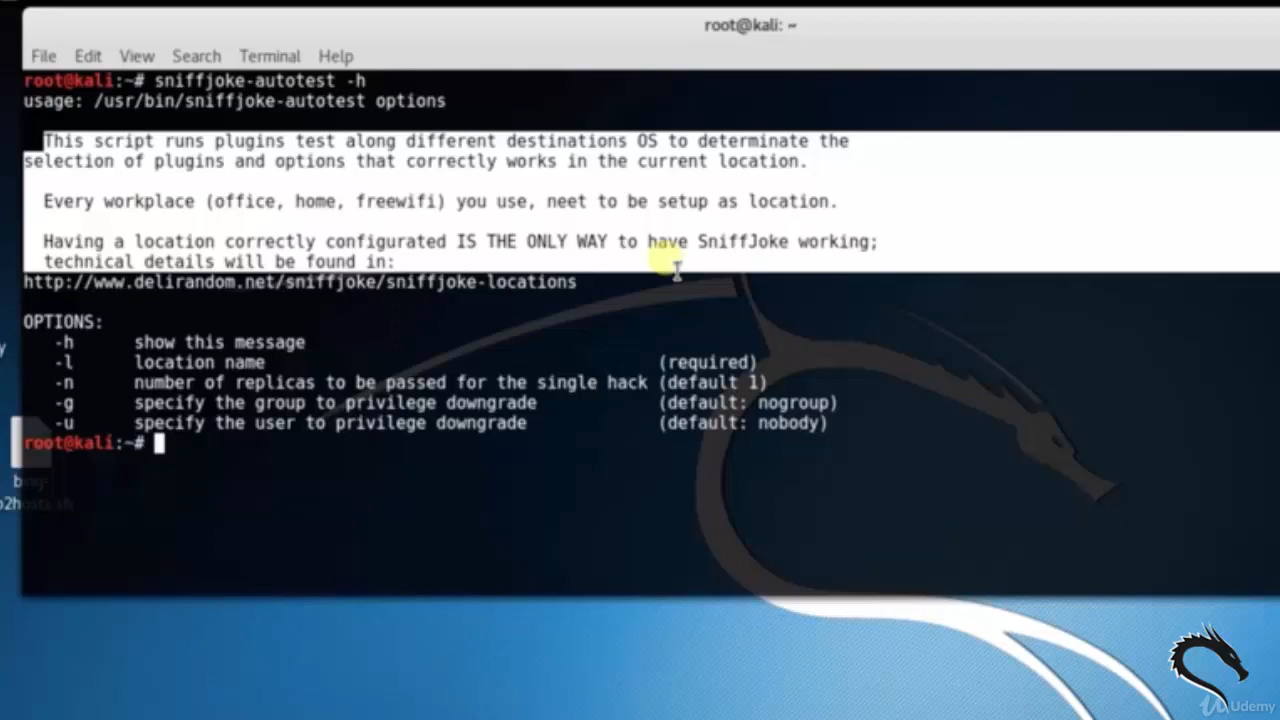 root@kali: ~
File Edit View Search Terminal Help
root@kali:~# sniffjoke-autotest -h
usage: /usr/bin/sniffjoke-autotest options
This script runs plugins test along different destinations OS to determinate the
selection of plugins and options that correctly works in the current location.
Every workplace (office, home, freewifi) you use, neet to be setup as location.
Having a location correctly configurated IS THE ONLY WAY to have SniffJoke working;
technical details will be found in:
http://www.delirandom.net/sniffjoke/sniffjoke-locations
OPTIONS:
-h show this message
-l location name (required)
-n number of replicas to be passed for the single hack (default 1)
-g specify the group to privilege downgrade (default: nogroup)
-u specify the user to privilege downgrade (default: nobody)
root@kali:~#
bing-
Udemy